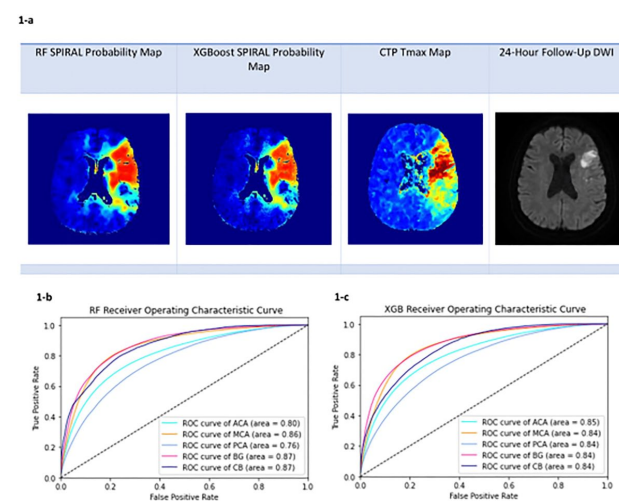 1-a
RF SPIRAL Probability Map
XGBoost SPIRAL Probability
Map
CTP Tmax Map
24-Hour Follow-Up DWI
1-b
RF Receiver Operating Characteristic Curve
True Positive Rate
1.0
0.8
0.6
0.4
0.2
0.0
ROC curve of ACA (area = 0.80)
ROC curve of MCA (area = 0.86)
ROC curve of PCA (area = 0.76)
ROC curve of BG (area = 0.87)
ROC curve of CB (area = 0.87)
0.0 0.2 0.4 0.6 0.8 1.0
False Positive Rate
1-c
XGB Receiver Operating Characteristic Curve
True Positive Rate
1.0
0.8
0.6
0.4
0.2
0.0
ROC curve of ACA (area = 0.85)
ROC curve of MCA (area = 0.84)
ROC curve of PCA (area = 0.84)
ROC curve of BG (area = 0.84)
ROC curve of CB (area = 0.84)
0.0 0.2 0.4 0.6 0.8 1.0
False Positive Rate